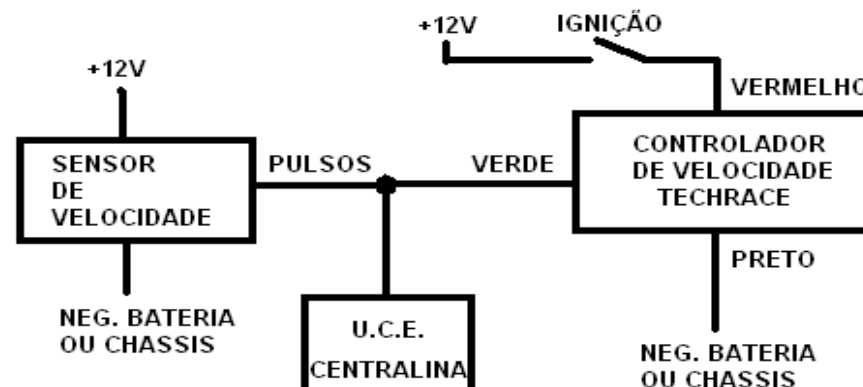 +12V
IGNIÇÃO
+12V
VERMELHO
SENSOR
DE
VELOCIDADE
PULSOS
VERDE
CONTROLADOR
DE VELOCIDADE
TECHRACE
PRETO
NEG. BATERIA
OU CHASSIS
U.C.E.
CENTRALINA
NEG. BATERIA
OU CHASSIS